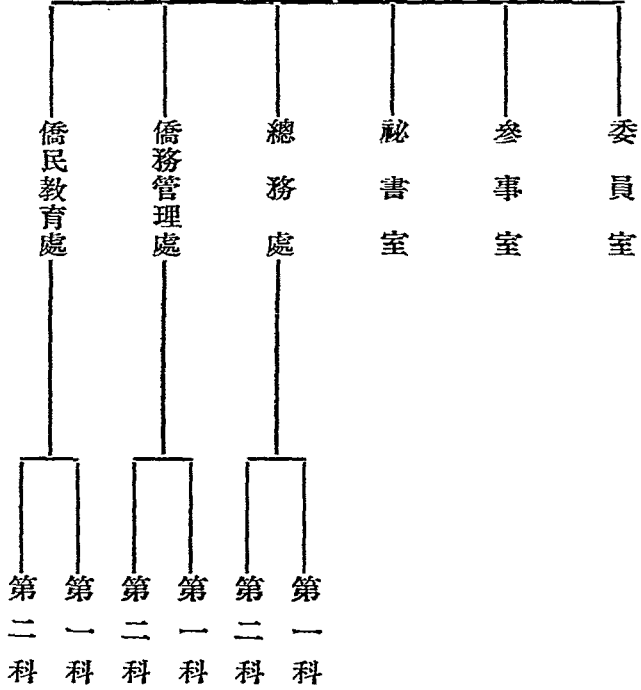 委員室
參事室
祕書室
總務處
僑務管理處
僑民教育處
第一科
第二科
第一科
第二科
第一科
第二科